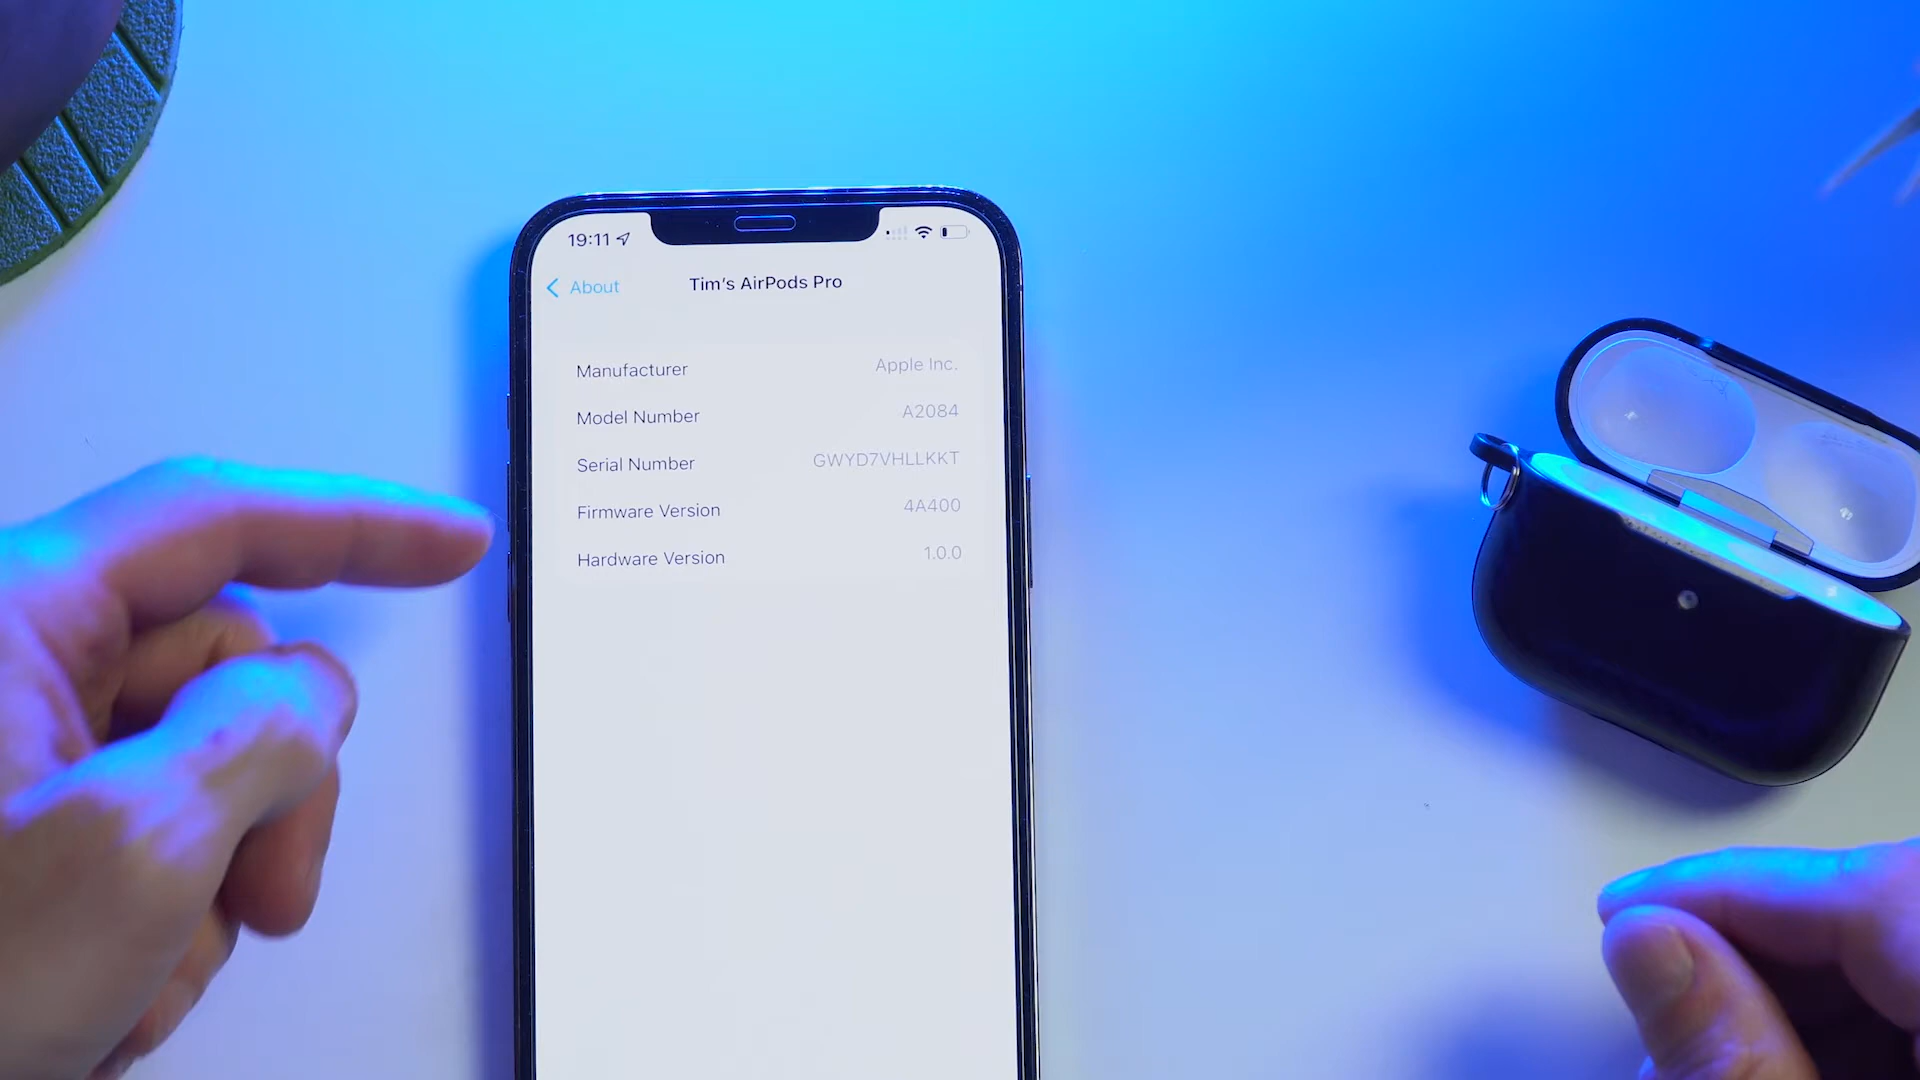 19:11
About
Tim's AirPods Pro
Manufacturer Apple Inc.
Model Number A2084
Serial Number GWYD7VHLLKKT
Firmware Version 4A400
Hardware Version 1.0.0